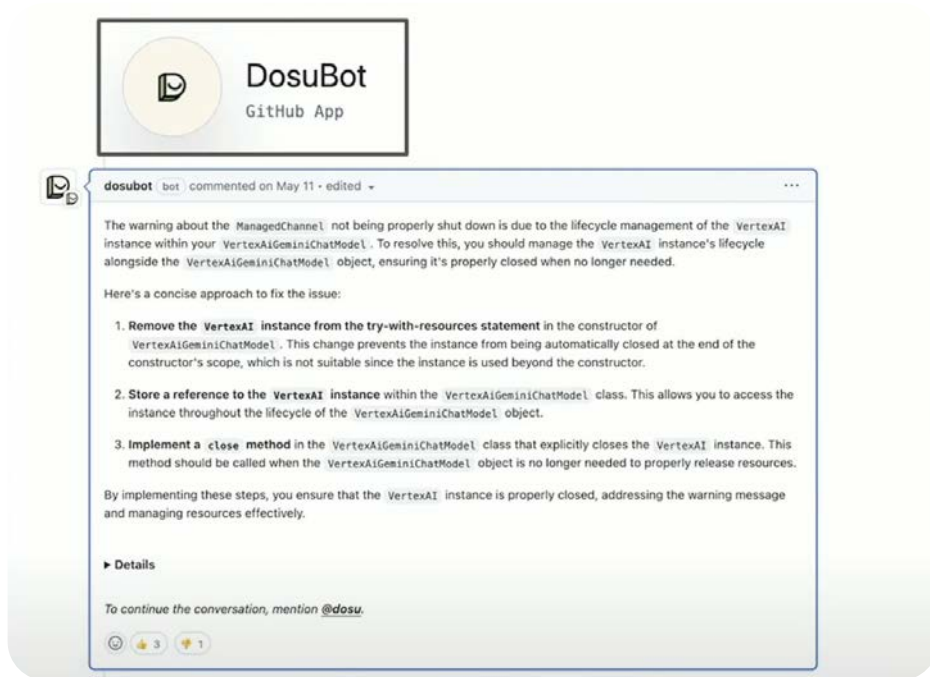 DosuBot
GitHub App
dosubot bot commented on May 11 · edited
The warning about the ManagedChannel not being properly shut down is due to the lifecycle management of the VertexAI
instance within your VertexAiGeminiChatModel . To resolve this, you should manage the VertexAI instance's lifecycle
alongside the VertexAiGeminiChatModel object, ensuring it's properly closed when no longer needed.
Here's a concise approach to fix the issue:
1. Remove the VertexAI instance from the try-with-resources statement in the constructor of
VertexAiGeminiChatModel . This change prevents the instance from being automatically closed at the end of the
constructor's scope, which is not suitable since the instance is used beyond the constructor.
2. Store a reference to the VertexAI instance within the VertexAiGeminiChatModel class. This allows you to access the
instance throughout the lifecycle of the VertexAiGeminiChatModel object.
3. Implement a close method in the VertexAiGeminiChatModel class that explicitly closes the VertexAI instance. This
method should be called when the VertexAiGeminiChatModel object is no longer needed to properly release resources.
By implementing these steps, you ensure that the VertexAI instance is properly closed, addressing the warning message
and managing resources effectively.
Details
To continue the conversation, mention @dosu.
3 1